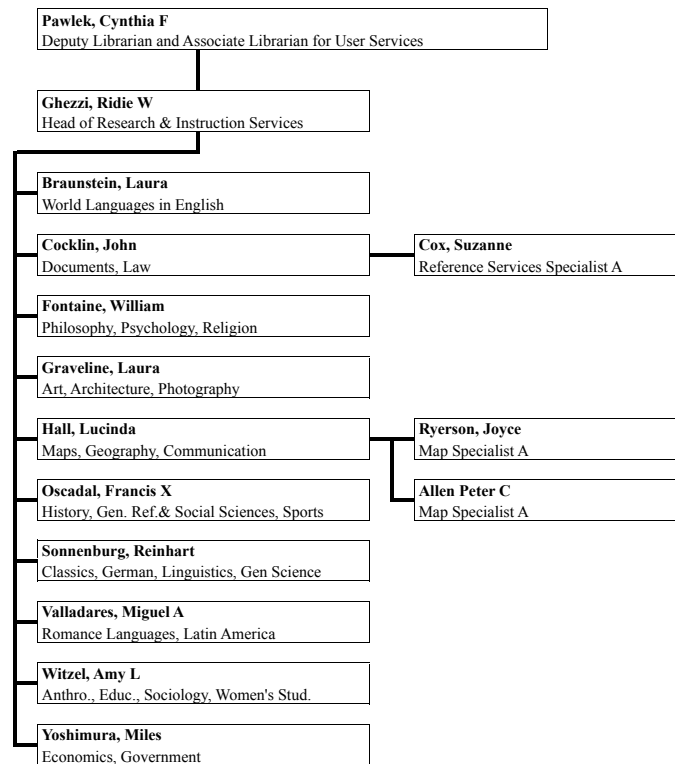 Pawlek, Cynthia F
Deputy Librarian and Associate Librarian for User Services
Ghezzi, Ridie W
Head of Research & Instruction Services
Braunstein, Laura
World Languages in English
Cocklin, John
Documents, Law
Cox, Suzanne
Reference Services Specialist A
Fontaine, William
Philosophy, Psychology, Religion
Graveline, Laura
Art, Architecture, Photography
Hall, Lucinda
Maps, Geography, Communication
Ryerson, Joyce
Map Specialist A
Oscadal, Francis X
History, Gen. Ref.& Social Sciences, Sports
Allen Peter C
Map Specialist A
Sonnenburg, Reinhart
Classics, German, Linguistics, Gen Science
Valladares, Miguel A
Romance Languages, Latin America
Witzel, Amy L
Anthro., Educ., Sociology, Women's Stud.
Yoshimura, Miles
Economics, Government